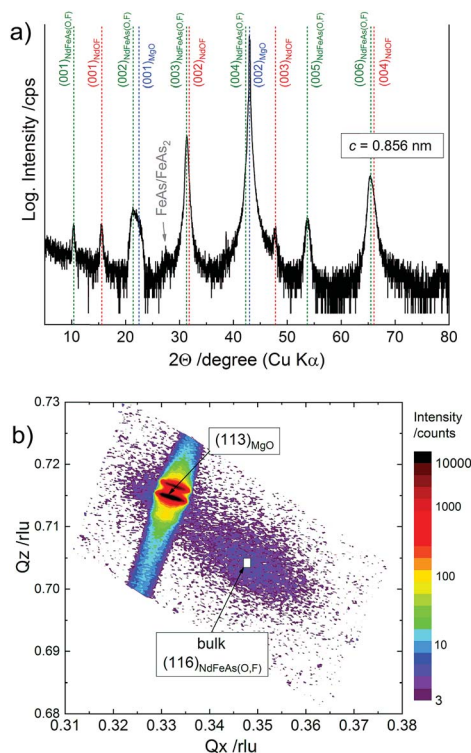 a)
(001)NdFeAs(O,F)
(001)NdOF
(002)NdFeAs(O,F)
(001)MgO
(003)NdFeAs(O,F)
(002)NdOF
(004)NdFeAs(O,F)
(002)MgO
(003)NdOF
(005)NdFeAs(O,F)
(006)NdFeAs(O,F)
(004)NdOF
FeAs/FeAs2
c = 0.856 nm
Log. Intensity /cps
10 20 30 40 50 60 70 80
2Θ /degree (Cu Kα)
b)
0.73
0.72
0.71
0.70
0.69
0.68
Qz /rlu
(113)MgO
bulk
(116)NdFeAs(O,F)
0.31 0.32 0.33 0.34 0.35 0.36 0.37 0.38
Qx /rlu
Intensity
/counts
10000
1000
100
10
3